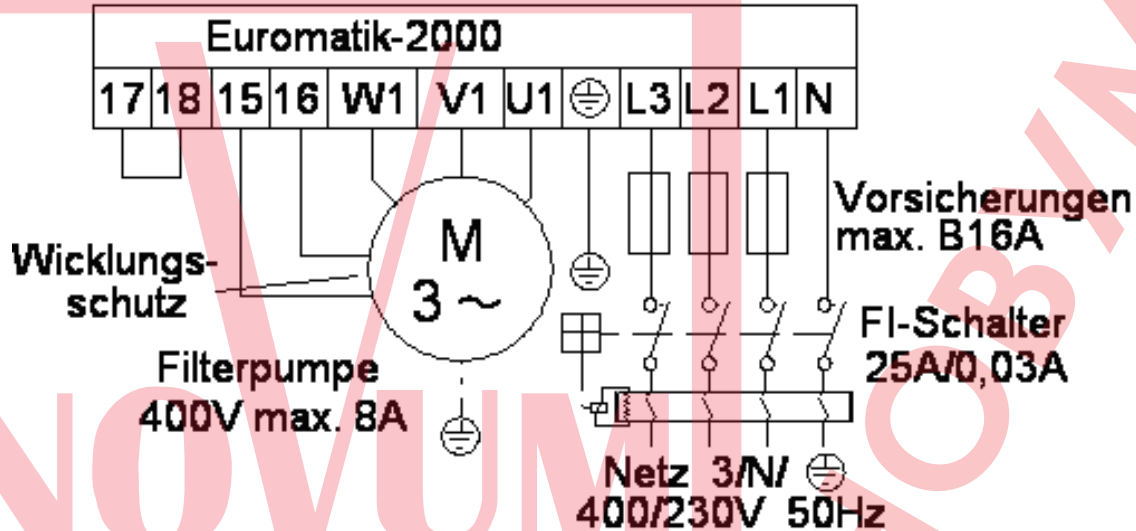 Euromatik-2000
17 18 15 16 W1 V1 U1 L3 L2 L1 N
Vorsicherungen
max. B16A
M
3 ~
Wicklungs-
schutz
FI-Schalter
25A/0,03A
Filterpumpe
400V max. 8A
Netz 3/N/
400/230V 50Hz
NOVUM